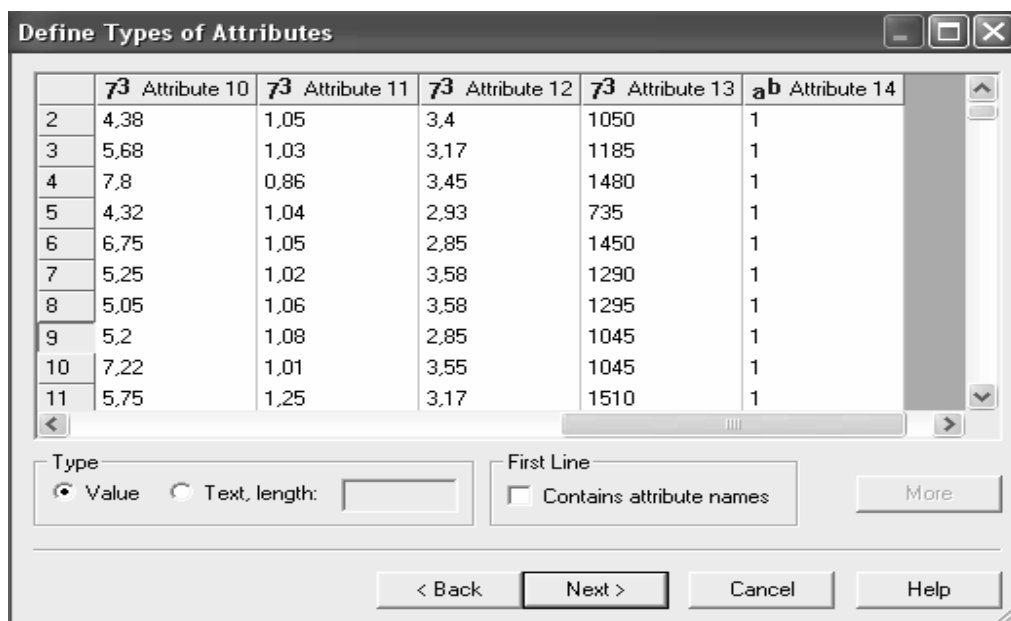 Define Types of Attributes
73 Attribute 10 73 Attribute 11 73 Attribute 12 73 Attribute 13 ab Attribute 14
2 4,38 1,05 3,4 1050 1
3 5,68 1,03 3,17 1185 1
4 7,8 0,86 3,45 1480 1
5 4,32 1,04 2,93 735 1
6 6,75 1,05 2,85 1450 1
7 5,25 1,02 3,58 1290 1
8 5,05 1,06 3,58 1295 1
9 5,2 1,08 2,85 1045 1
10 7,22 1,01 3,55 1045 1
11 5,75 1,25 3,17 1510 1
Type First Line
Value Text, length: Contains attribute names More
< Back Next > Cancel Help